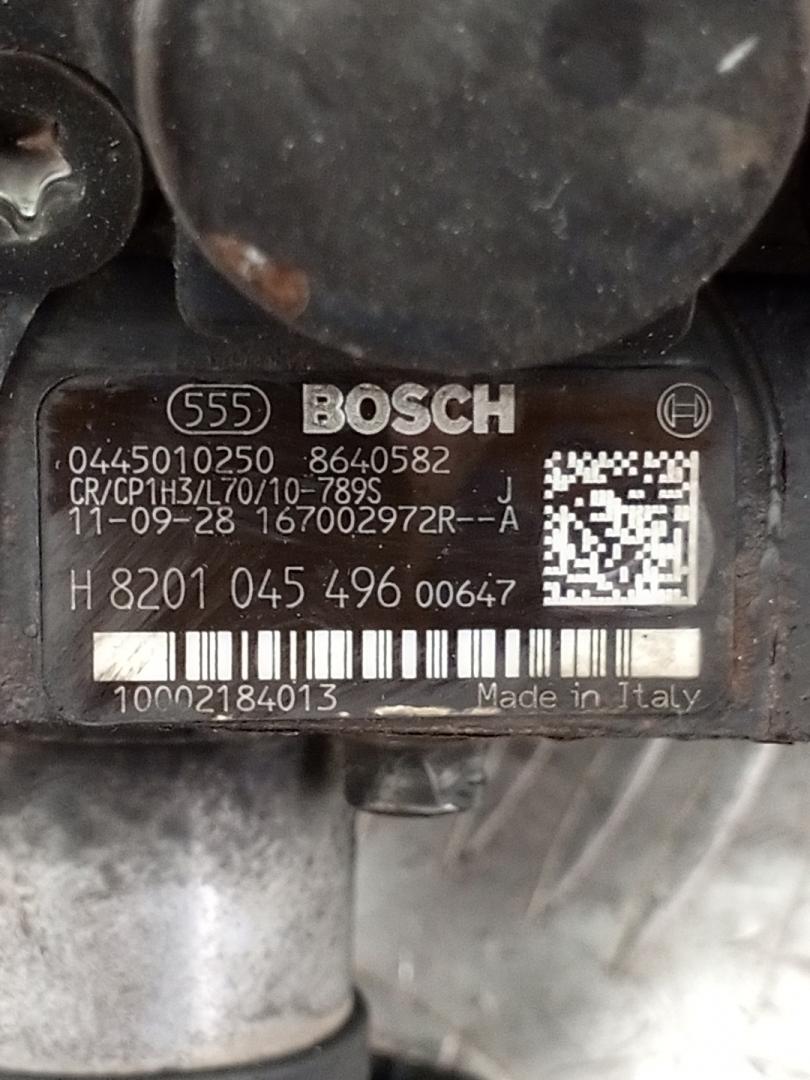 555 BOSCH
0445010250 8640582
CR/CP1H3/L70/10-789S J
11-09-28 167002972R--A
H 8201 045 496 00647
10002184013 Made in Italy